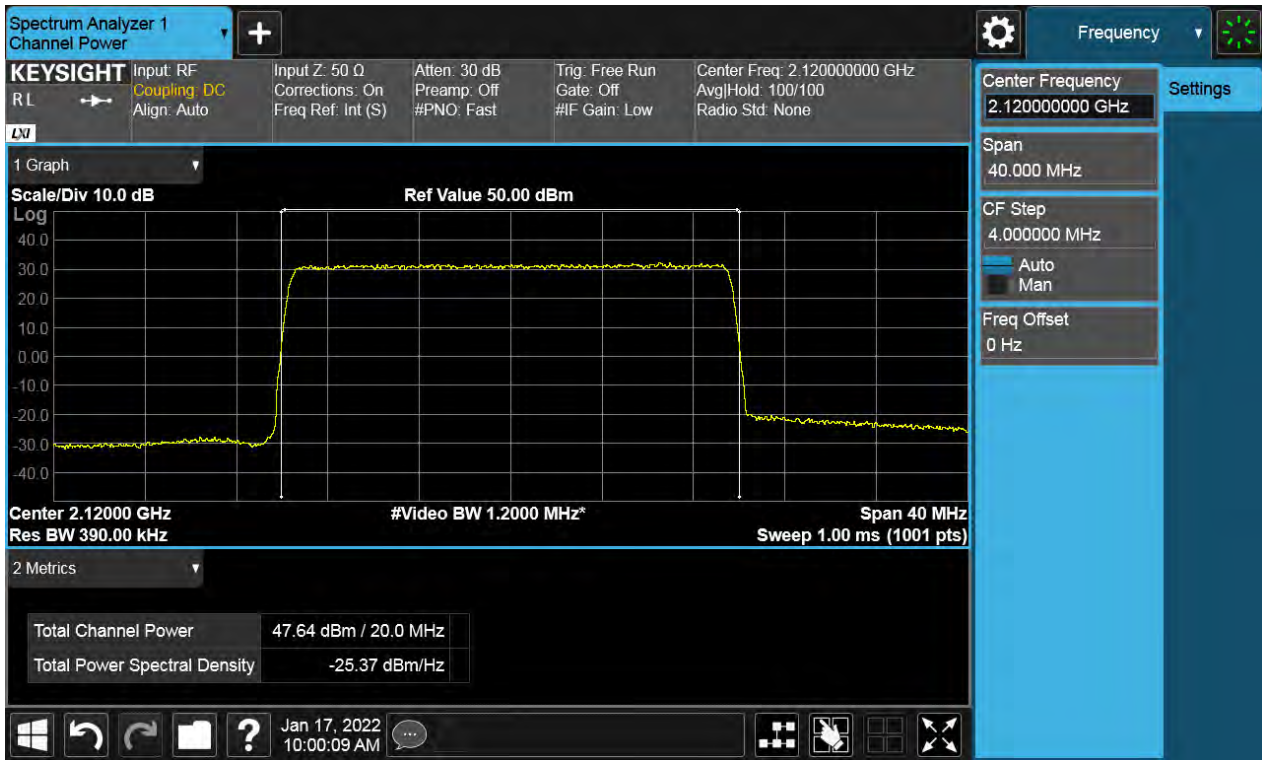 Spectrum Analyzer 1
Channel Power
Frequency
KEYSIGHT
R L
LXI
Input: RF
Coupling: DC
Align: Auto
Input Z: 50 Ω
Corrections: On
Freq Ref: Int (S)
Atten: 30 dB
Preamp: Off
#PNO: Fast
Trig: Free Run
Gate: Off
#IF Gain: Low
Center Freq: 2.120000000 GHz
Avg|Hold: 100/100
Radio Std: None
Center Frequency
2.120000000 GHz
Settings
Span
40.000 MHz
CF Step
4.000000 MHz
Auto
Man
Freq Offset
0 Hz
1 Graph
Scale/Div 10.0 dB
Ref Value 50.00 dBm
Log
40.0
30.0
20.0
10.0
0.00
-10.0
-20.0
-30.0
-40.0
Center 2.12000 GHz
#Video BW 1.2000 MHz*
Span 40 MHz
Res BW 390.00 kHz
Sweep 1.00 ms (1001 pts)
2 Metrics
Total Channel Power 47.64 dBm / 20.0 MHz
Total Power Spectral Density -25.37 dBm/Hz
?
Jan 17, 2022
10:00:09 AM